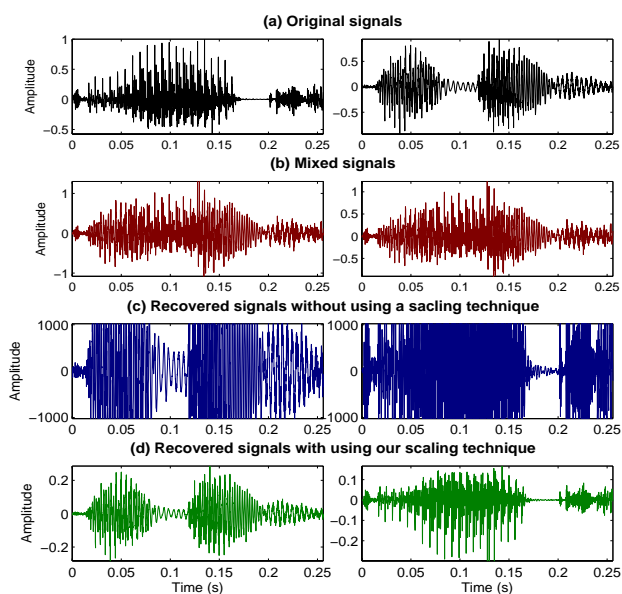 (a) Original signals
Amplitude
1
0.5
0
−0.5
0.5
0
−0.5
0 0.05 0.1 0.15 0.2 0.25
0 0.05 0.1 0.15 0.2 0.25
(b) Mixed signals
Amplitude
1
0
−1
1
0.5
0
−0.5
0 0.05 0.1 0.15 0.2 0.25
0 0.05 0.1 0.15 0.2 0.25
(c) Recovered signals without using a sacling technique
Amplitude
1000
0
−1000
1000
0
1000
0 0.05 0.1 0.15 0.2 0.25
0 0.05 0.1 0.15 0.2 0.25
(d) Recovered signals with using our scaling technique
Amplitude
0.2
0
−0.2
0.1
0
−0.1
−0.2
0 0.05 0.1 0.15 0.2 0.25
0 0.05 0.1 0.15 0.2 0.25
Time (s)
Time (s)